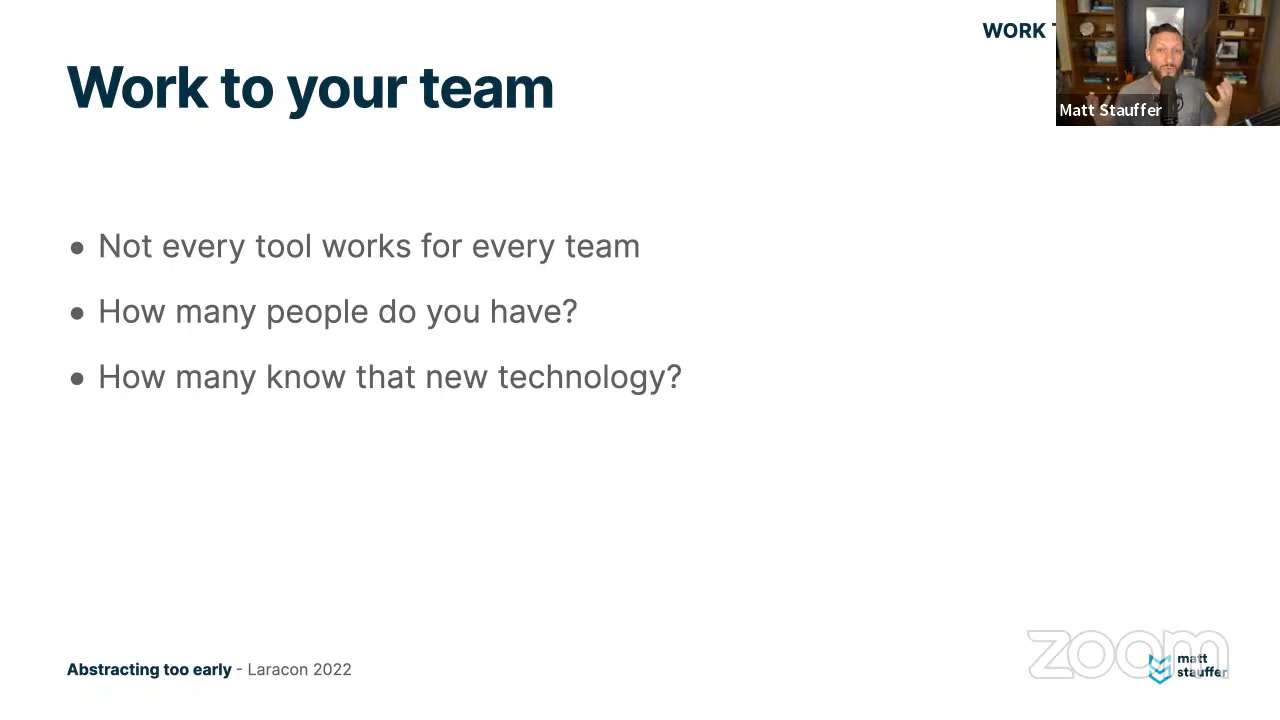 WORK
Work to your team
Matt Stauffer
• Not every tool works for every team
• How many people do you have?
• How many know that new technology?
Abstracting too early - Laracon 2022
zoom
matt
stauffer